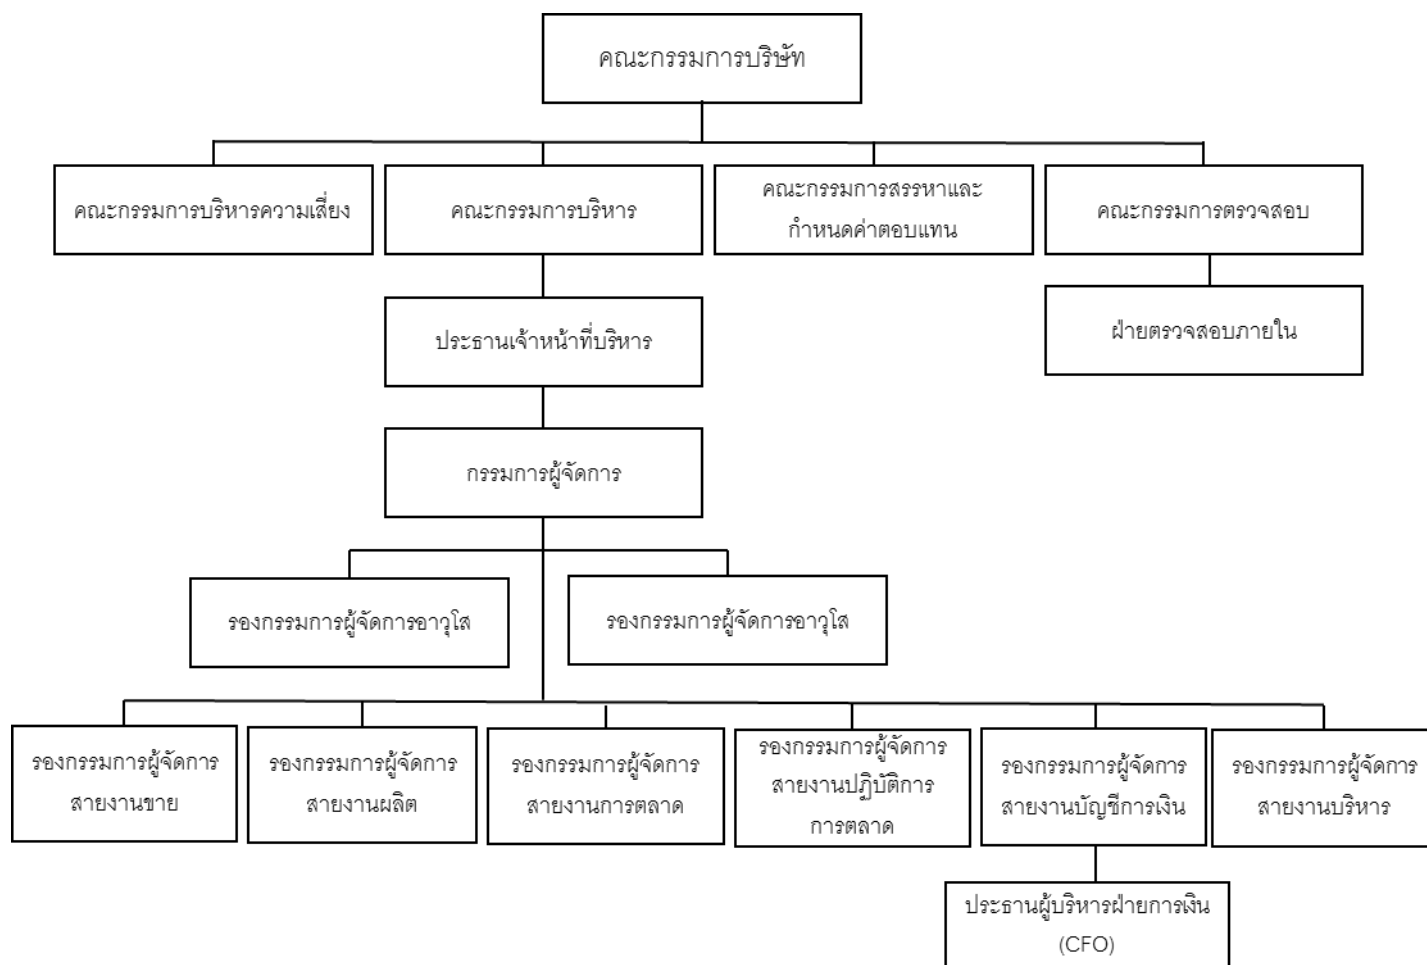 คณะกรรมการบริษัท
คณะกรรมการบริหารความเสี่ยง
คณะกรรมการบริหาร
คณะกรรมการสรรหาและ
กำหนดค่าตอบแทน
คณะกรรมการตรวจสอบ
ประธานเจ้าหน้าที่บริหาร
ฝ่ายตรวจสอบภายใน
กรรมการผู้จัดการ
รองกรรมการผู้จัดการอาวุโส
รองกรรมการผู้จัดการอาวุโส
รองกรรมการผู้จัดการ
สายงานขาย
รองกรรมการผู้จัดการ
สายงานผลิต
รองกรรมการผู้จัดการ
สายงานการตลาด
รองกรรมการผู้จัดการ
สายงานปฏิบัติการ
การตลาด
รองกรรมการผู้จัดการ
สายงานบัญชีการเงิน
รองกรรมการผู้จัดการ
สายงานบริหาร
ประธานผู้บริหารฝ่ายการเงิน
(CFO)